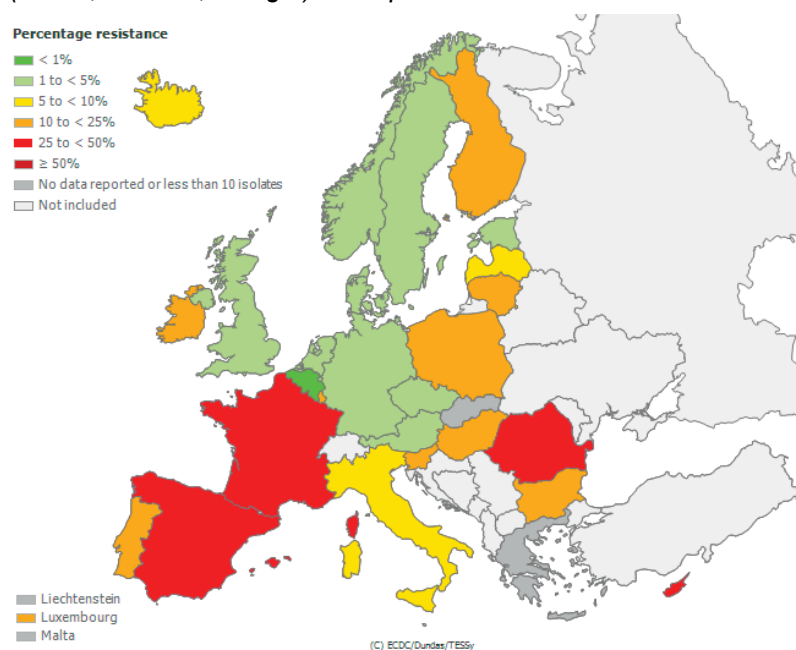 Percentage resistance
< 1%
1 to < 5%
5 to < 10%
10 to < 25%
25 to < 50%
≥ 50%
No data reported or less than 10 isolates
Not included
Liechtenstein
Luxembourg
Malta
(C) ECDC/Dundas/TESSy